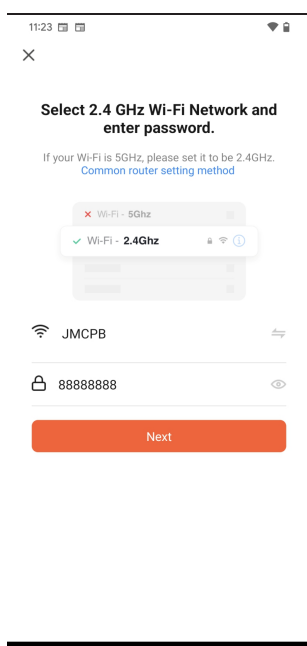 11:23
Select 2.4 GHz Wi-Fi Network and
enter password.
If your Wi-Fi is 5GHz, please set it to be 2.4GHz.
Common router setting method
Wi-Fi - 5Ghz
Wi-Fi - 2.4Ghz
JMCPB
88888888
Next